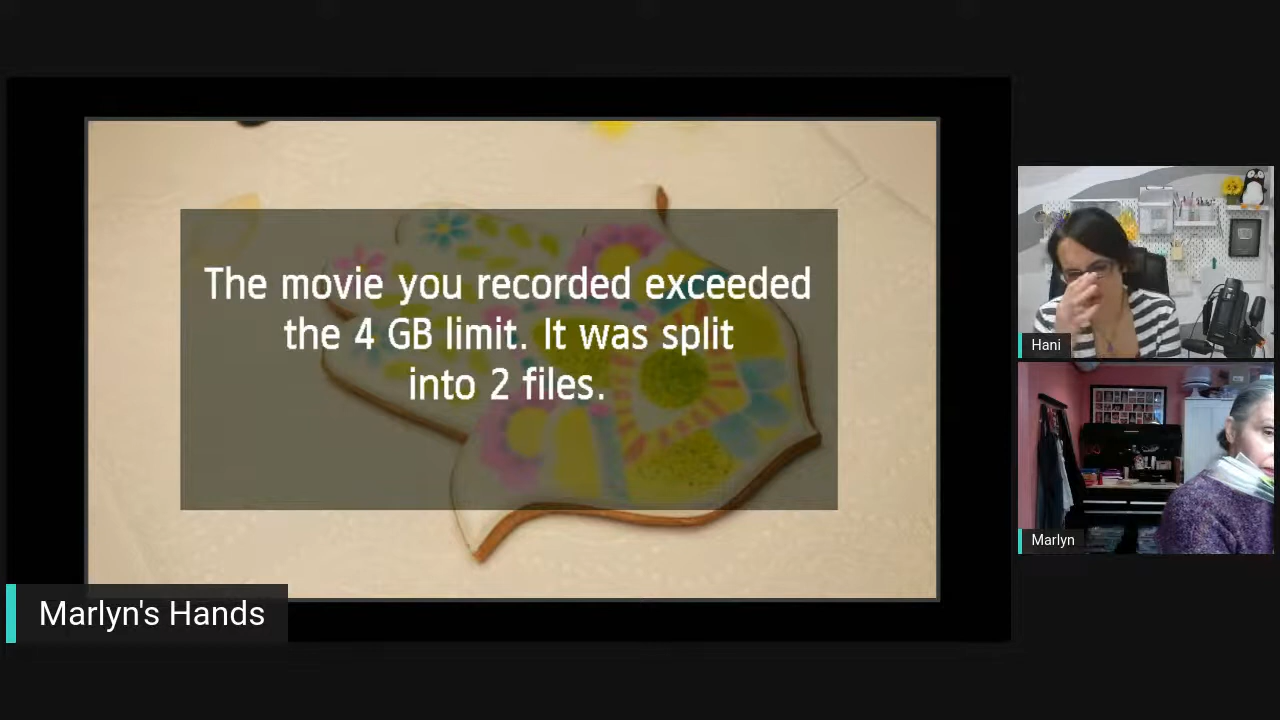 The movie you recorded exceeded
the 4 GB limit. It was split
into 2 files.
Marlyn's Hands
Hani
Marlyn